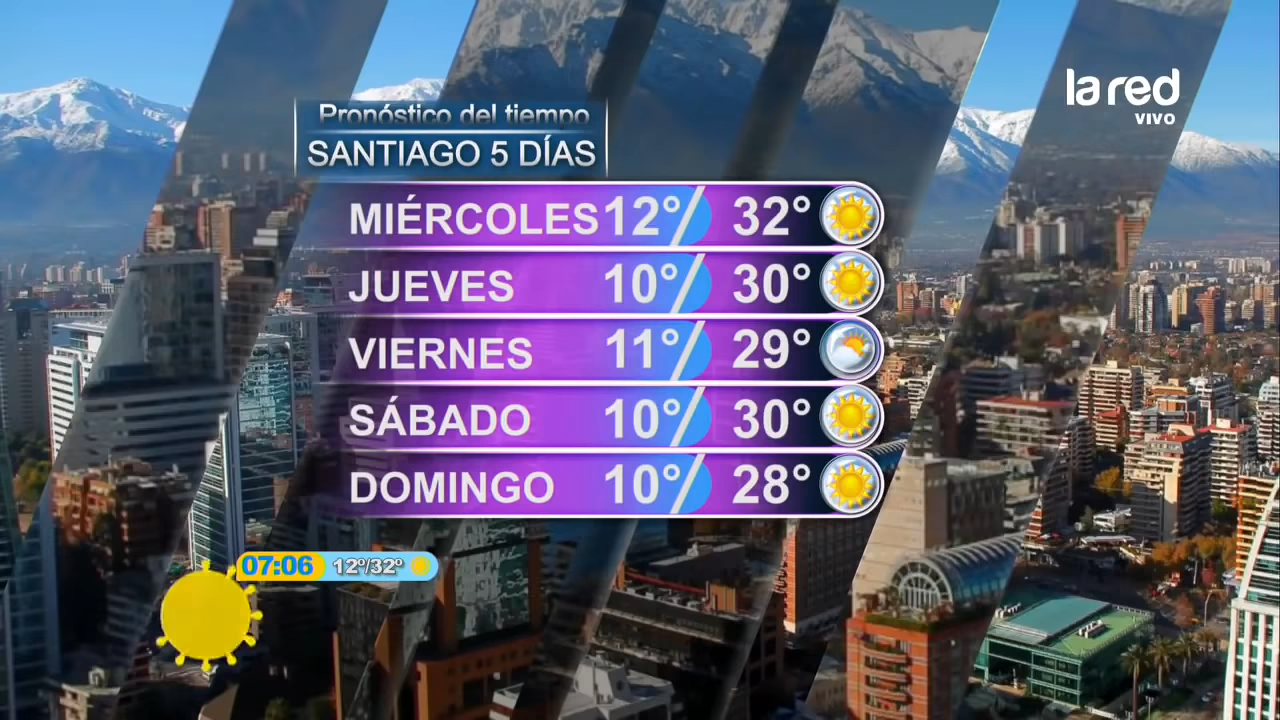 la red
VIVO
Pronóstico del tiempo
SANTIAGO 5 DÍAS
MIÉRCOLES 12°/ 32°
JUEVES 10°/ 30°
VIERNES 11°/ 29°
SÁBADO 10°/ 30°
DOMINGO 10°/ 28°
07:06 12°/32°